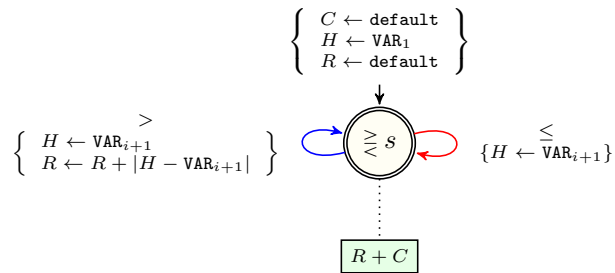 C ← default
H ← VAR₁
R ← default
>
H ← VARᵢ₊₁
R ← R + |H − VARᵢ₊₁|
≥
< s
≤
{H ← VARᵢ₊₁}
R + C